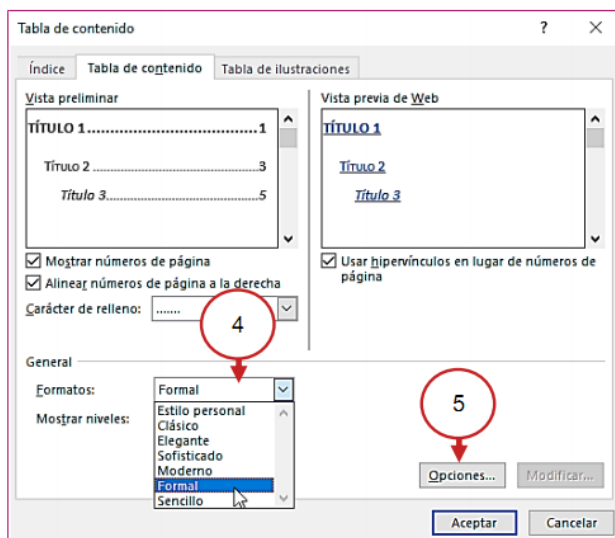 Tabla de contenido ? ×
Índice Tabla de contenido Tabla de ilustraciones
Vista preliminar
TÍTULO 1..........................................1
TÍTULO 2..........................................3
Título 3..........................................5
Vista previa de Web
TÍTULO 1
TÍTULO 2
Título 3
Mostrar números de página
Alinear números de página a la derecha
Carácter de relleno: .......
Usar hipervínculos en lugar de números de
página
4
General
Formatos: Formal
Mostrar niveles:
Estilo personal
Clásico
Elegante
Sofisticado
Moderno
Formal
Sencillo
5
Opciones... Modificar...
Aceptar Cancelar